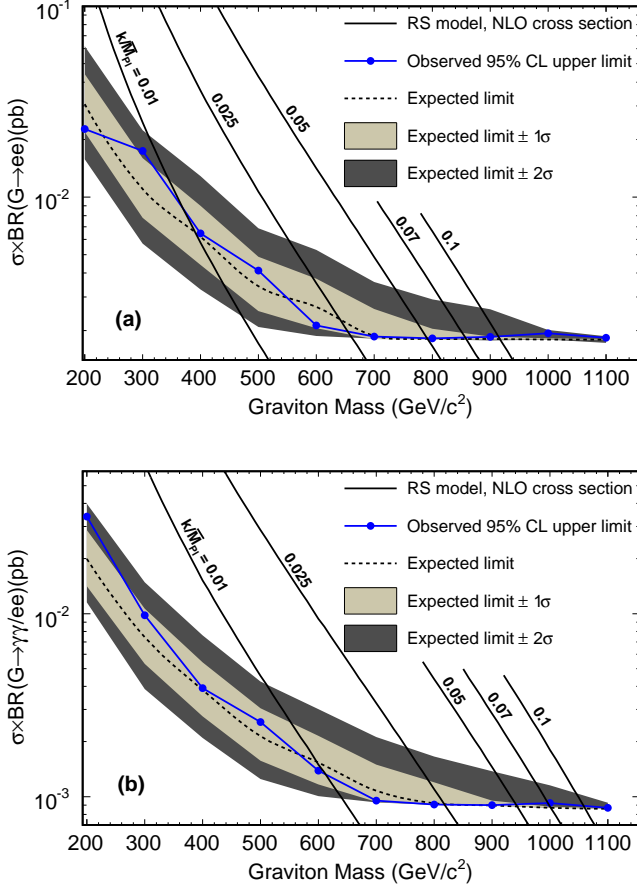 10⁻¹
10⁻²
σ×BR(G→ee)(pb)
RS model, NLO cross section
Observed 95% CL upper limit
Expected limit
Expected limit ± 1σ
Expected limit ± 2σ
k/M̅Pl = 0.01
0.025
0.05
0.07
0.1
(a)
200 300 400 500 600 700 800 900 1000 1100
Graviton Mass (GeV/c²)
10⁻²
10⁻³
σ×BR(G→γγ/ee)(pb)
RS model, NLO cross section
Observed 95% CL upper limit
Expected limit
Expected limit ± 1σ
Expected limit ± 2σ
k/M̅Pl = 0.01
0.025
0.05
0.07
0.1
(b)
200 300 400 500 600 700 800 900 1000 1100
Graviton Mass (GeV/c²)